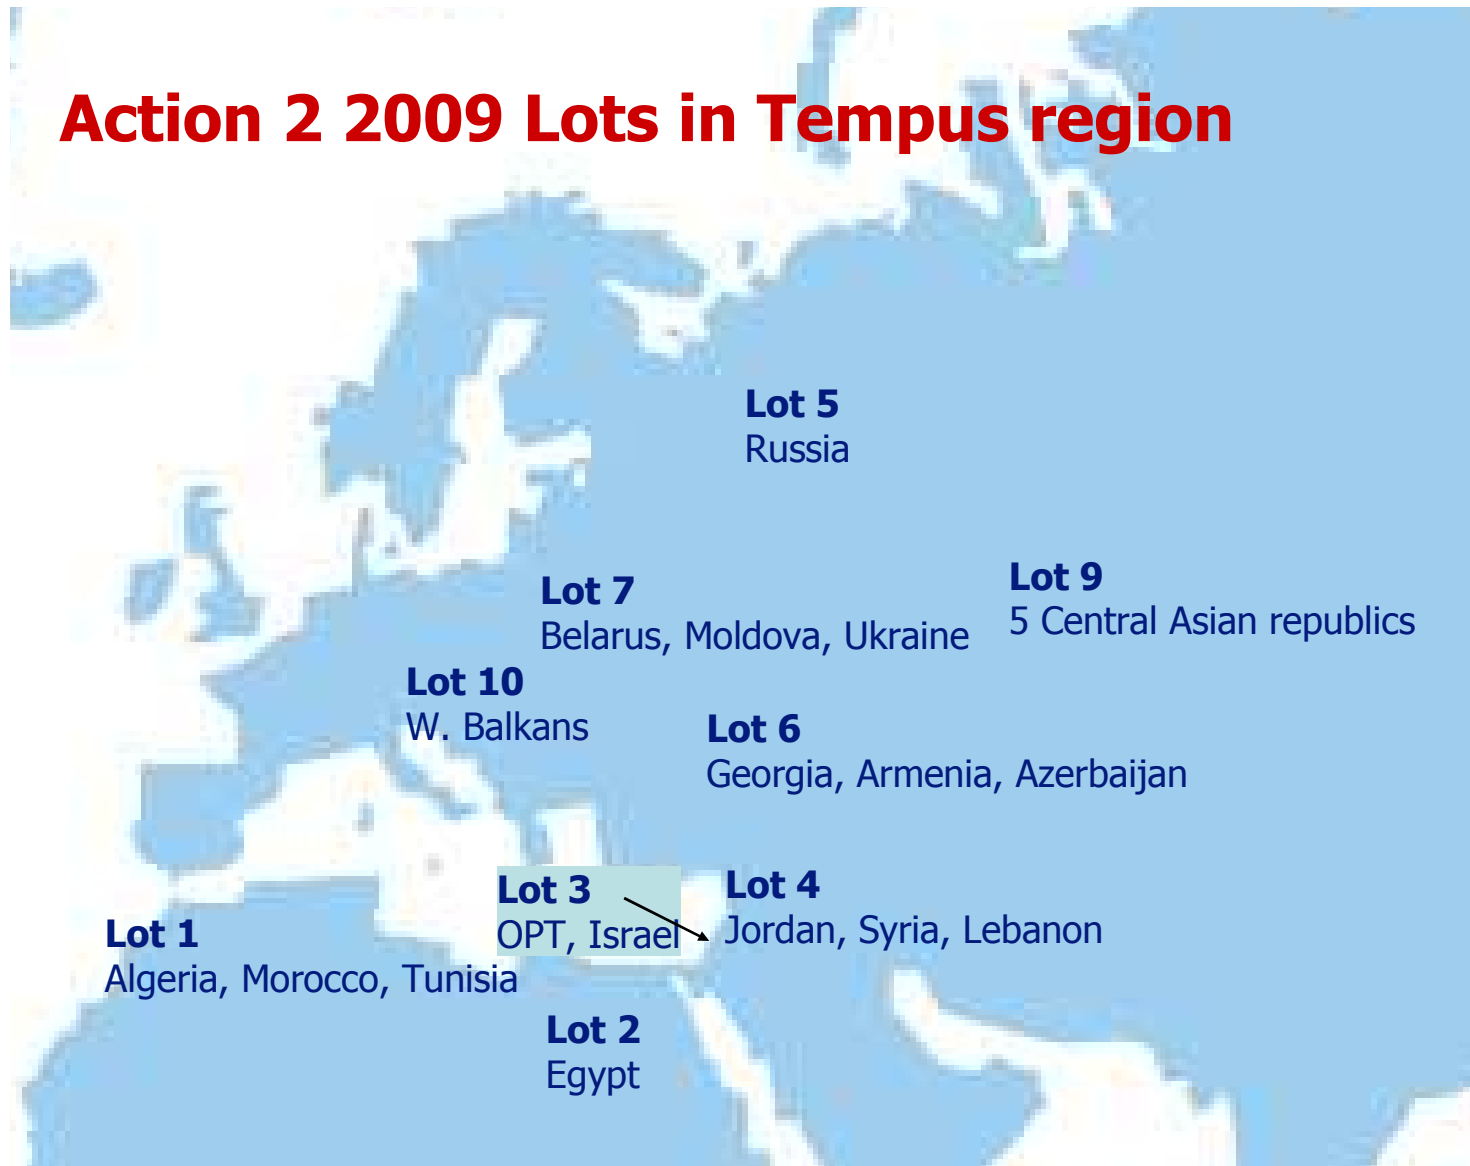 Action 2 2009 Lots in Tempus region
Lot 5
Russia
Lot 7
Belarus, Moldova, Ukraine
Lot 9
5 Central Asian republics
Lot 10
W. Balkans
Lot 6
Georgia, Armenia, Azerbaijan
Lot 3
OPT, Israel
Lot 4
Jordan, Syria, Lebanon
Lot 1
Algeria, Morocco, Tunisia
Lot 2
Egypt